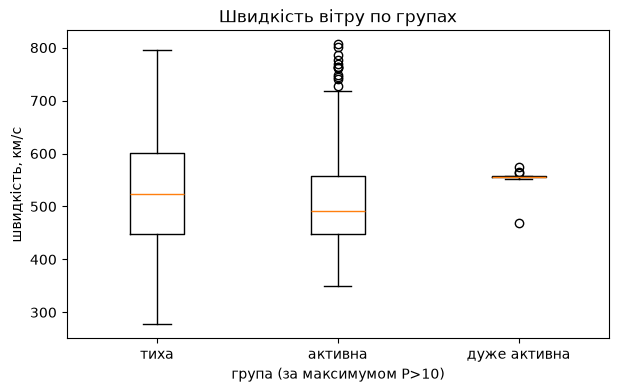 Швидкість вітру по групах
швидкість, км/с
800
700
600
500
400
300
тиха активна дуже активна
група (за максимумом P>10)